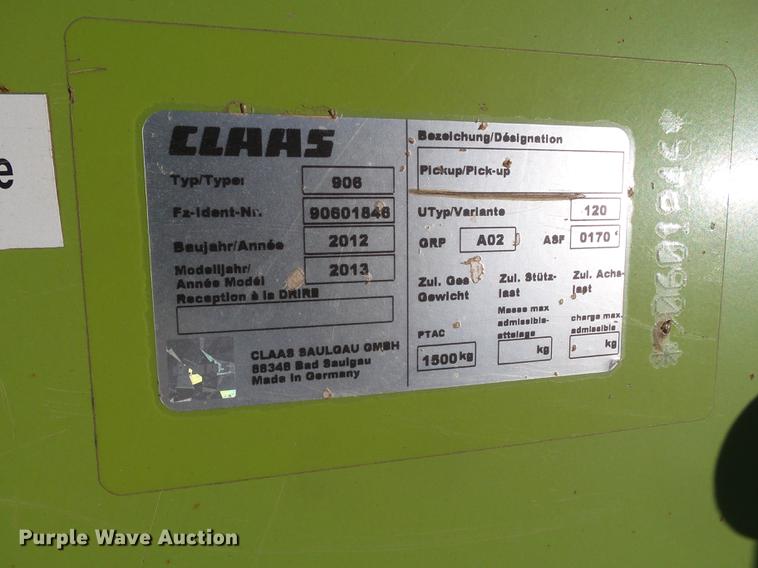 e
CLAAS
Typ/Type: 906
Fz-Ident-Nr. 90601846
Baujahr/Année 2012
Modelljahr/
Année Modél 2013
Reception à la DRIRE
CLAAS SAULGAU GMBH
88348 Bad Saulgau
Made in Germany
Bezeichung/Désignation
Pickup/Pick-up
UTyp/Variante 120
GRP A02 ASF 0170
Zul. Ges
Gewicht
PTAC
1500 kg
Zul. Stütz-
last
Masse max
admissible-
attelage
kg
Zul. Achs-
last
charge max.
admissible
kg
*90601846*
Purple Wave Auction